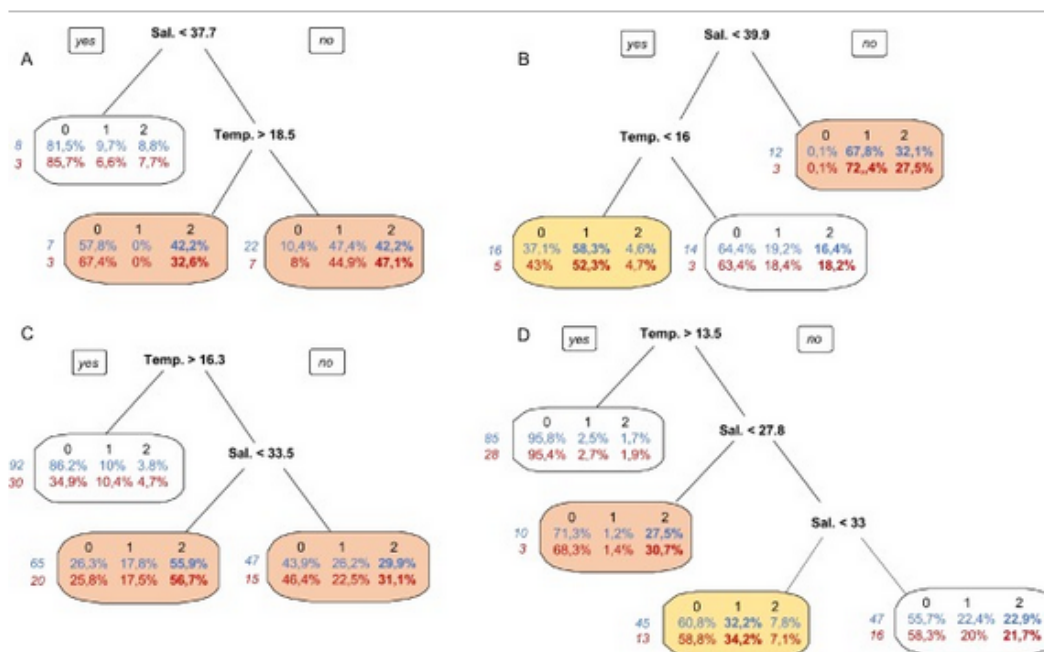 A
yes
Sal. < 37.7
no
0 1 2
8 81,5% 9,7% 8,8%
3 85,7% 6,6% 7,7%
Temp. > 18.5
0 1 2
7 57,8% 0% 42,2%
3 67,4% 0% 32,6%
0 1 2
22 10,4% 47,4% 42,2%
7 8% 44,9% 47,1%
B
yes
Sal. < 39.9
no
Temp. < 16
0 1 2
12 0,1% 67,8% 32,1%
3 0,1% 72,,4% 27,5%
0 1 2
16 37,1% 58,3% 4,6%
5 43% 52,3% 4,7%
0 1 2
14 64,4% 19,2% 16,4%
3 63,4% 18,4% 18,2%
C
yes
Temp. > 16.3
no
0 1 2
92 86.2% 10% 3.8%
30 34,9% 10,4% 4,7%
Sal. < 33.5
0 1 2
65 26,3% 17,8% 55,9%
20 25,8% 17,5% 56,7%
0 1 2
47 43,9% 26,2% 29,9%
15 46,4% 22,5% 31,1%
D
yes
Temp. > 13.5
no
0 1 2
85 95,8% 2,5% 1,7%
28 95,4% 2,7% 1,9%
Sal. < 27.8
0 1 2
10 71,3% 1,2% 27,5%
3 68,3% 1,4% 30,7%
Sal. < 33
0 1 2
45 60,8% 32,2% 7,8%
13 58,8% 34,2% 7,1%
0 1 2
47 55,7% 22,4% 22,9%
16 58,3% 20% 21,7%